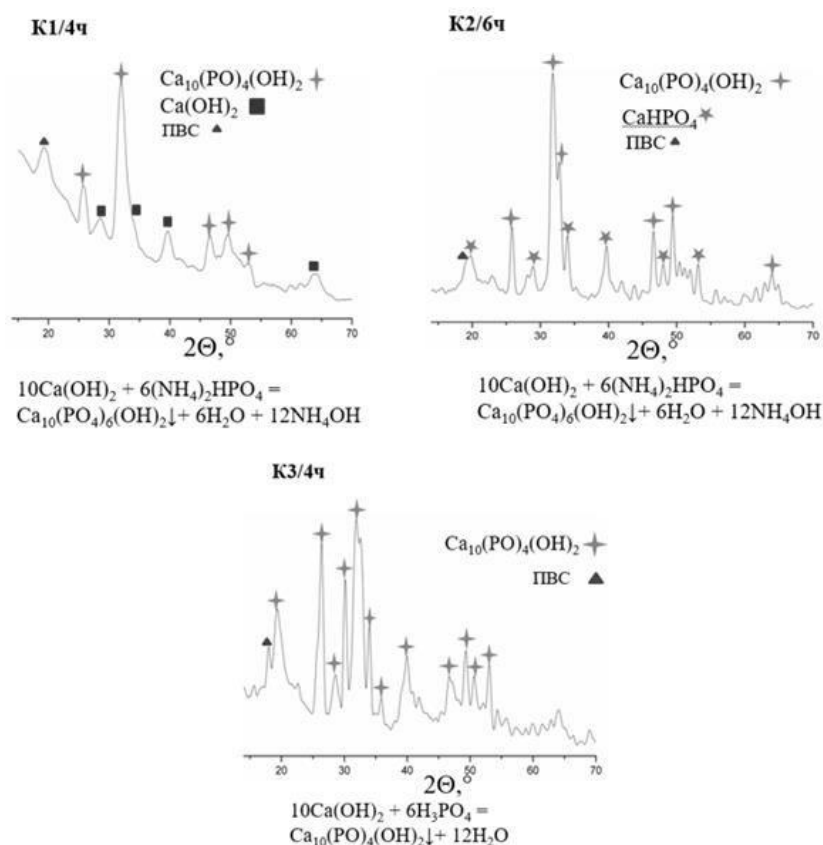 К1/4ч
Ca₁₀(PO)₄(OH)₂
Ca(OH)₂
ПВС
20 30 40 50 60 70
2Θ,°
10Ca(OH)₂ + 6(NH₄)₂HPO₄ =
Ca₁₀(PO₄)₆(OH)₂↓+ 6H₂O + 12NH₄OH
К2/6ч
Ca₁₀(PO)₄(OH)₂
CaHPO₄
ПВС
20 30 40 50 60 70
2Θ,°
10Ca(OH)₂ + 6(NH₄)₂HPO₄ =
Ca₁₀(PO₄)₆(OH)₂↓+ 6H₂O + 12NH₄OH
К3/4ч
Ca₁₀(PO)₄(OH)₂
ПВС
20 30 40 50 60 70
2Θ,°
10Ca(OH)₂ + 6H₃PO₄ =
Ca₁₀(PO)₄(OH)₂↓+ 12H₂O